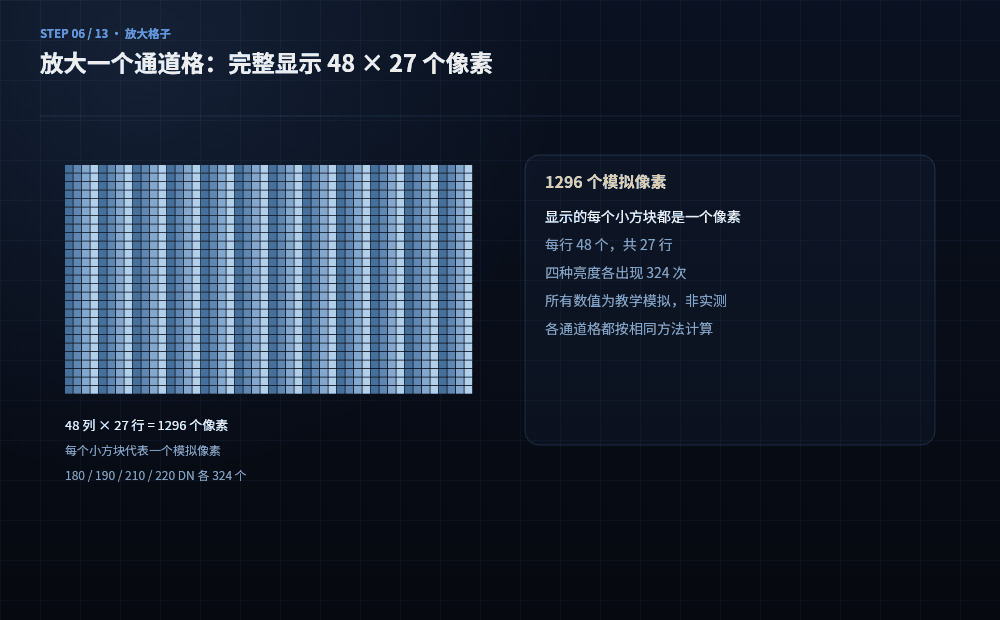 STEP 06 / 13 · 放大格子
放大一个通道格：完整显示 48 × 27 个像素
1296 个模拟像素
显示的每个小方块都是一个像素
每行 48 个，共 27 行
四种亮度各出现 324 次
所有数值为教学模拟，非实测
各通道格都按相同方法计算
48 列 × 27 行 = 1296 个像素
每个小方块代表一个模拟像素
180 / 190 / 210 / 220 DN 各 324 个